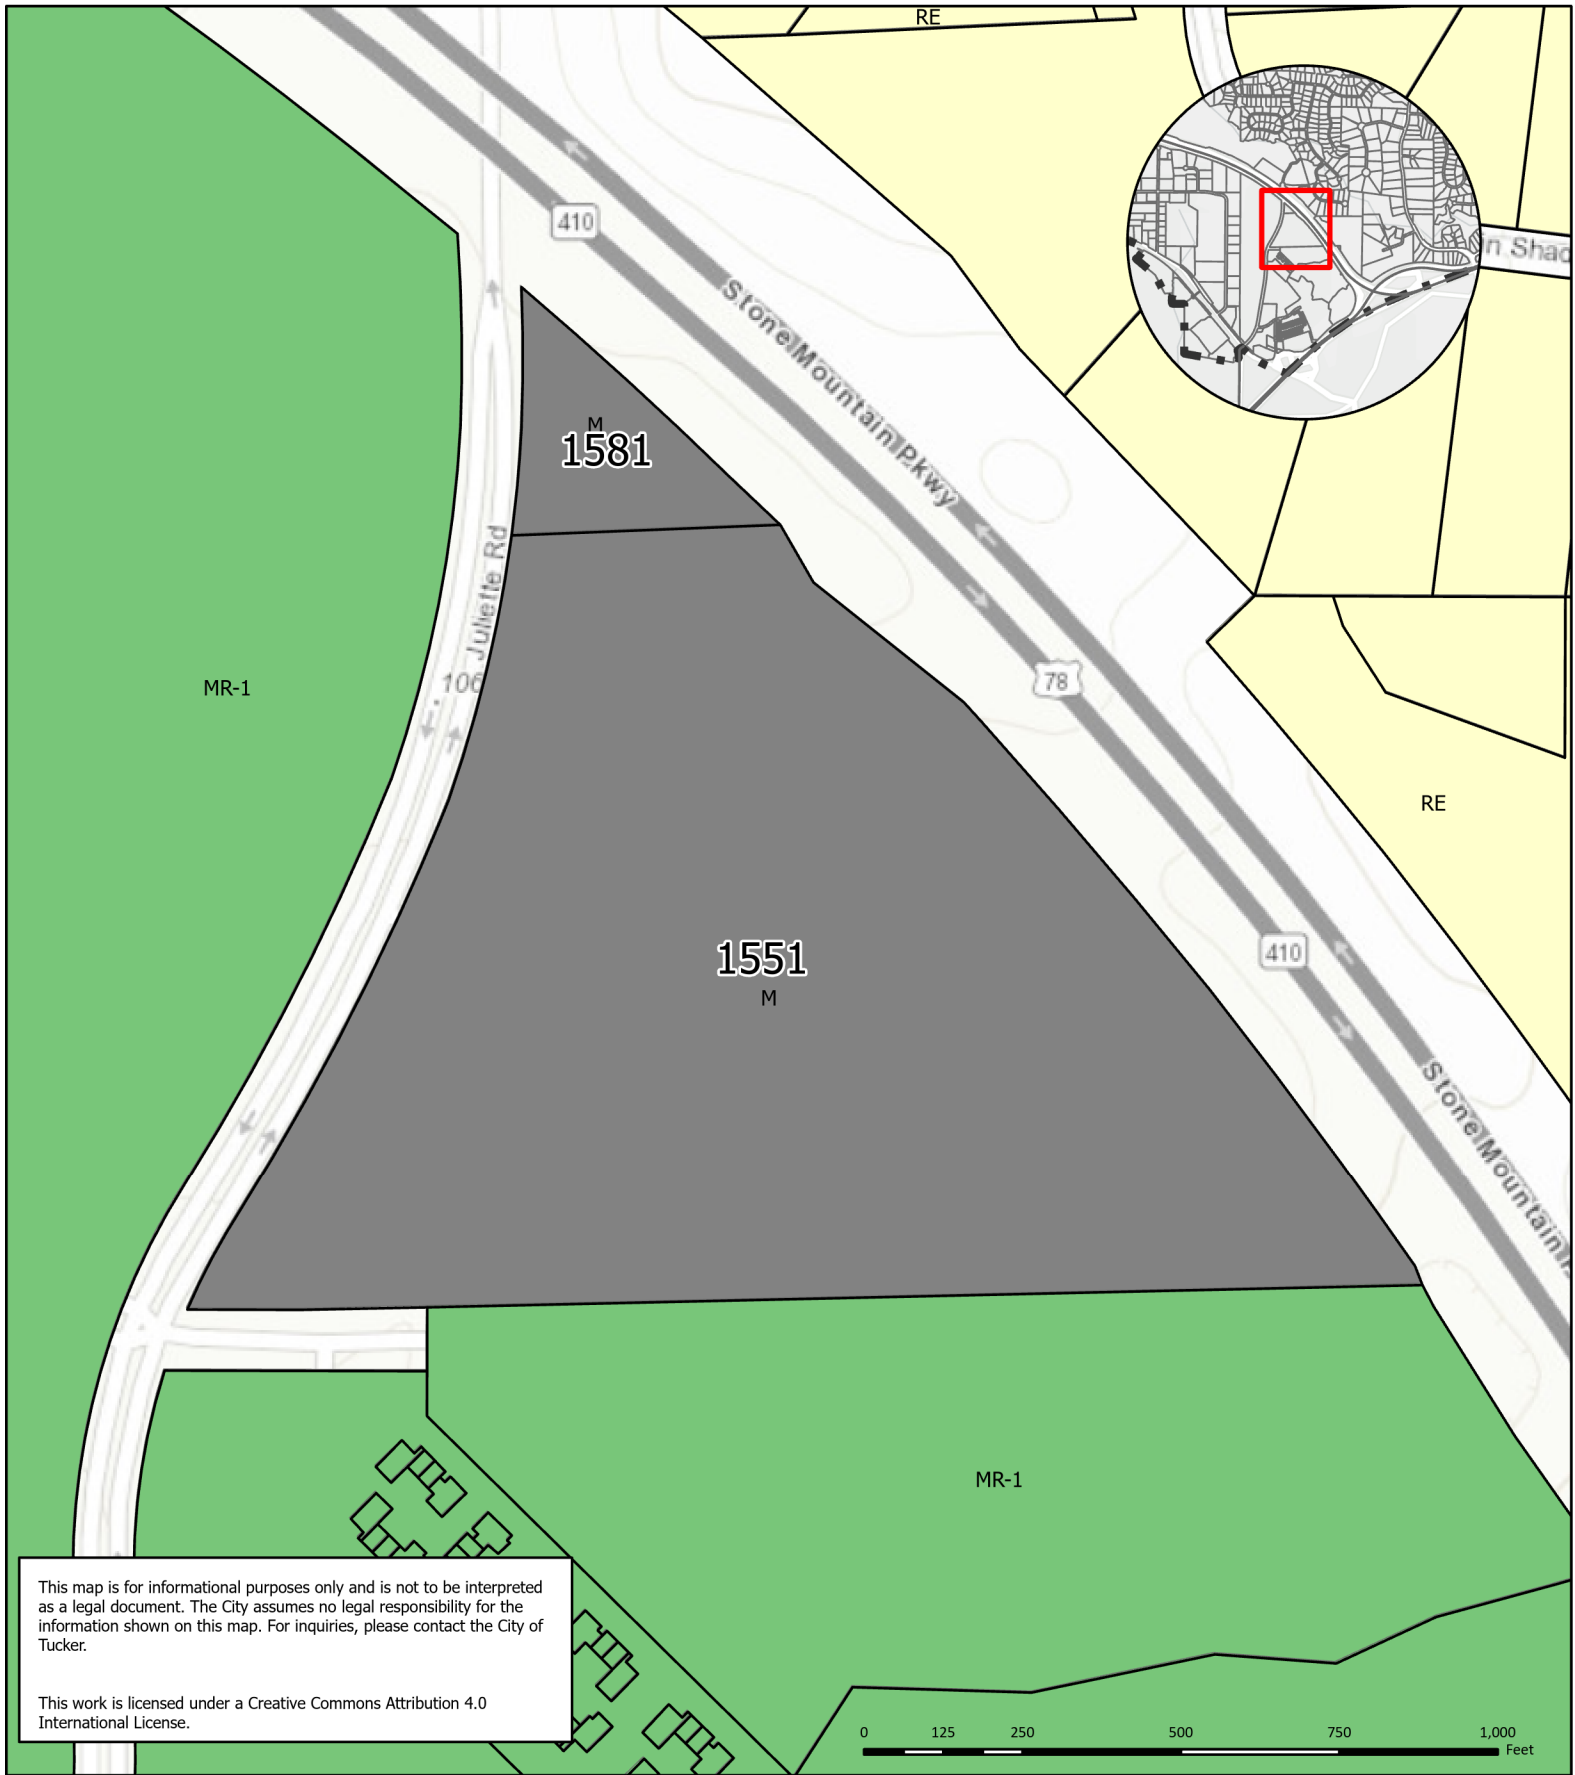 RE
in Shad
410
Stone Mountain Pkwy
M
1581
Juliette Rd
106
MR-1
78
RE
1551
M
410
Stone Mountain
MR-1
This map is for informational purposes only and is not to be interpreted
as a legal document. The City assumes no legal responsibility for the
information shown on this map. For inquiries, please contact the City of
Tucker.
This work is licensed under a Creative Commons Attribution 4.0
International License.
0 125 250 500 750 1,000
Feet